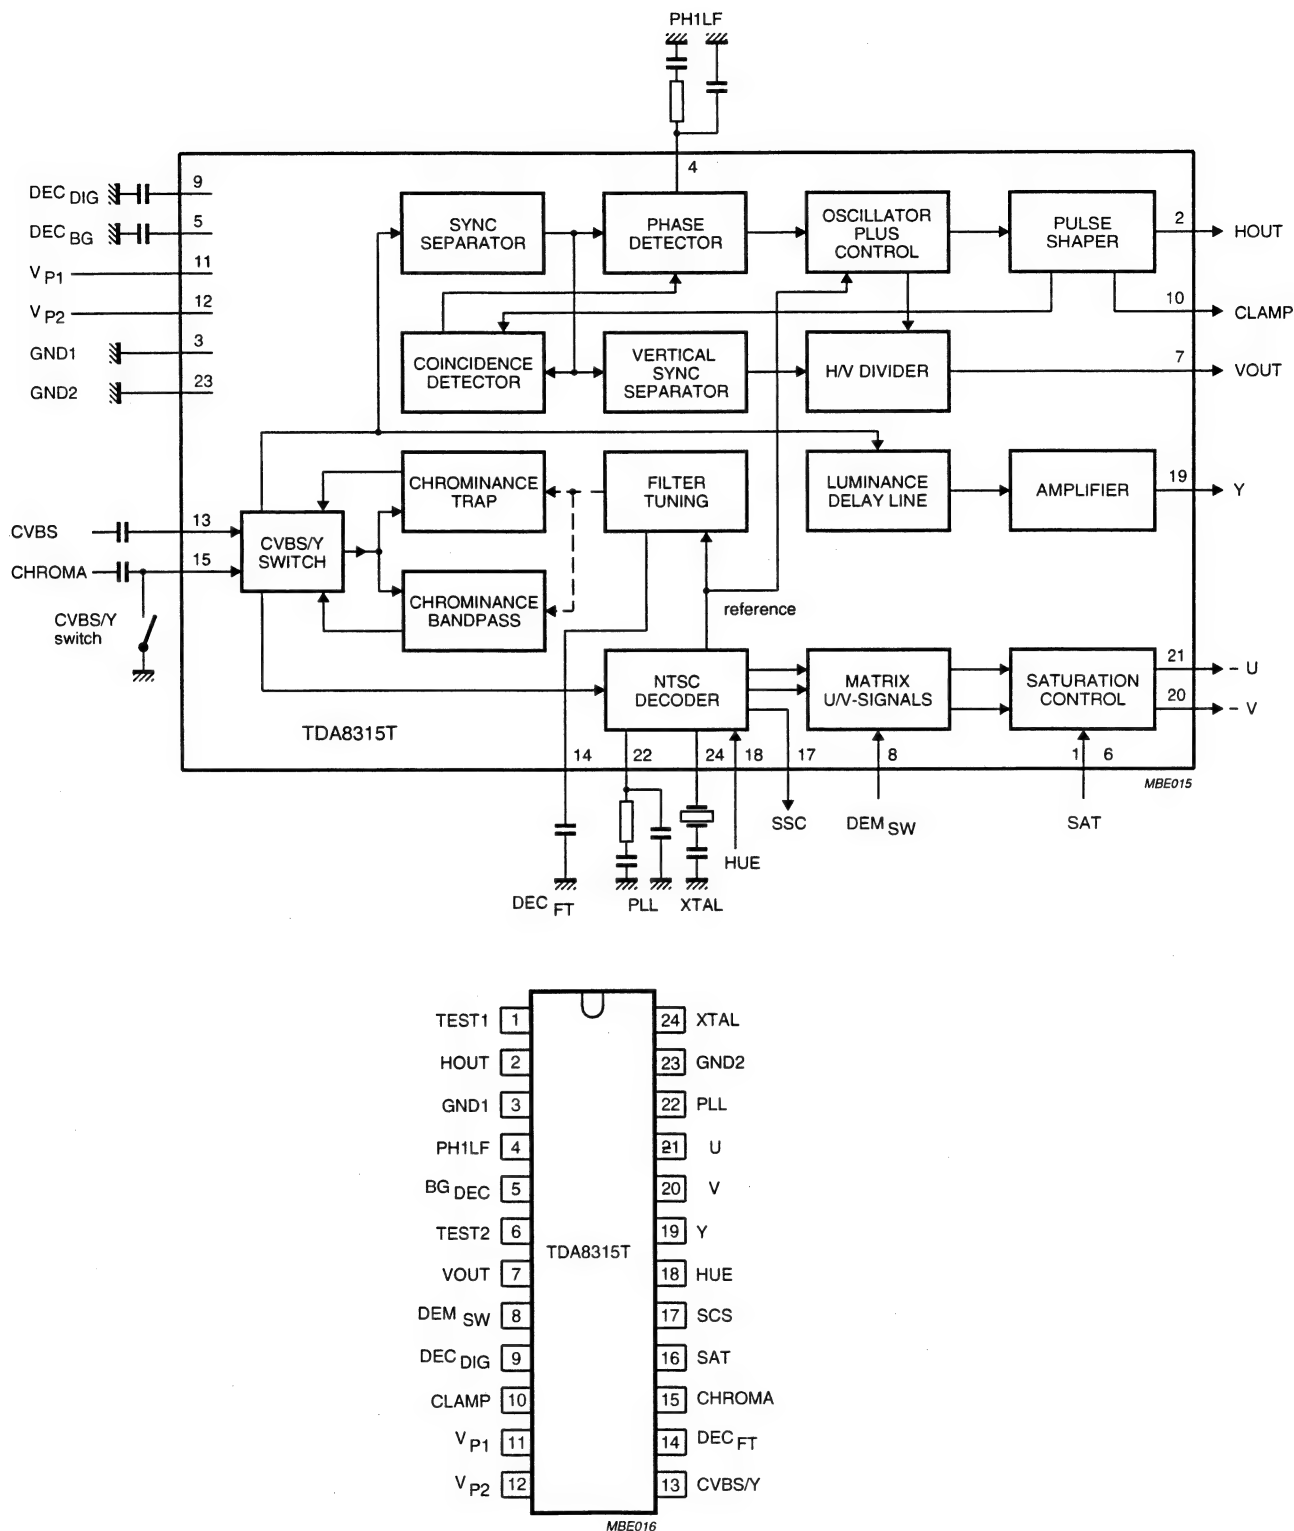 PH1LF
4
DEC DIG
9
DEC BG
5
V P1
11
V P2
12
GND1
3
GND2
23
SYNC
SEPARATOR
PHASE
DETECTOR
OSCILLATOR
PLUS
CONTROL
PULSE
SHAPER
2
HOUT
10
CLAMP
COINCIDENCE
DETECTOR
VERTICAL
SYNC
SEPARATOR
H/V DIVIDER
7
VOUT
CHROMINANCE
TRAP
FILTER
TUNING
LUMINANCE
DELAY LINE
AMPLIFIER
19
Y
CVBS
13
CHROMA
15
CVBS/Y
SWITCH
CVBS/Y
switch
CHROMINANCE
BANDPASS
reference
NTSC
DECODER
MATRIX
U/V-SIGNALS
SATURATION
CONTROL
21
– U
20
– V
TDA8315T
14
22
24
18
17
8
1 6
MBE015
SSC
DEM SW
SAT
HUE
DEC FT
PLL
XTAL
TEST1 1
24 XTAL
HOUT 2
23 GND2
GND1 3
22 PLL
PH1LF 4
21 U
BG DEC 5
20 V
TEST2 6
19 Y
TDA8315T
VOUT 7
18 HUE
DEM SW 8
17 SCS
DEC DIG 9
16 SAT
CLAMP 10
15 CHROMA
V P1 11
14 DEC FT
V P2 12
13 CVBS/Y
MBE016